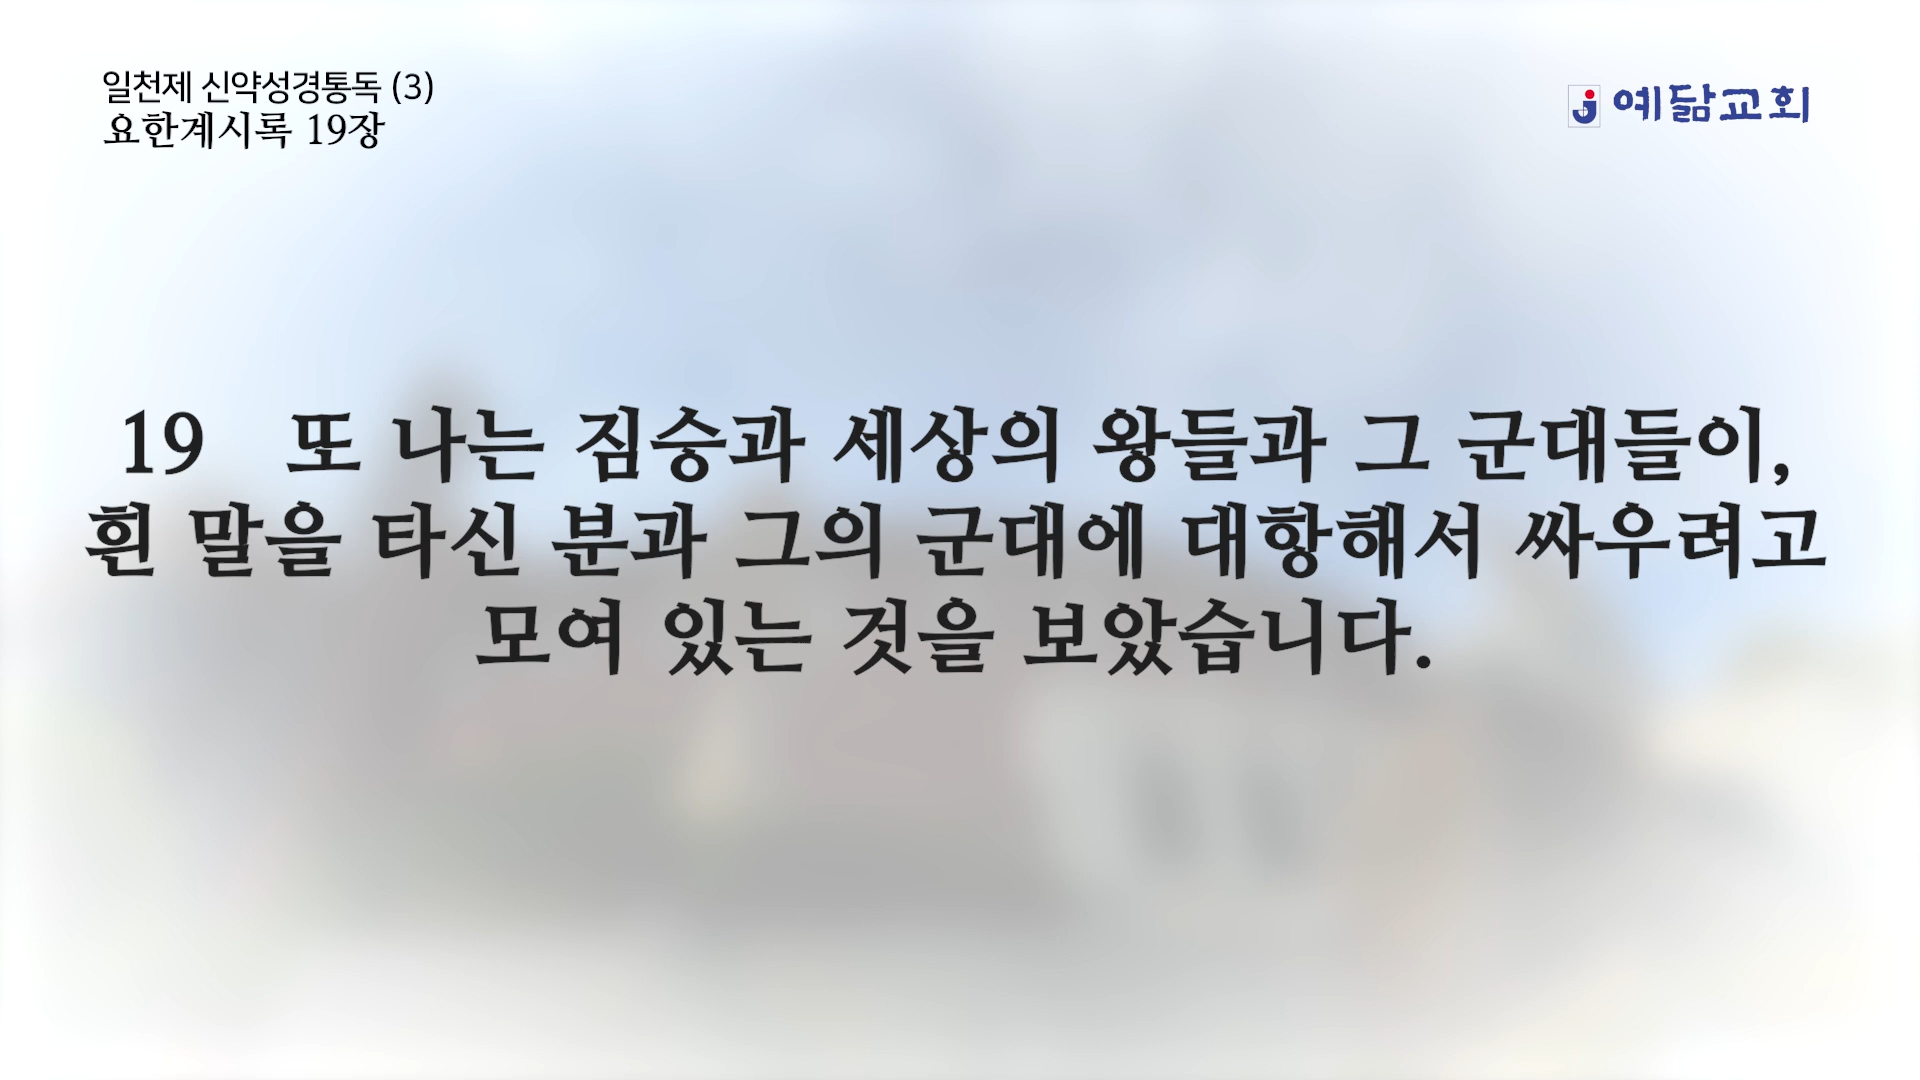 일천제 신약성경통독 (3)
요한계시록 19장
예닮교회
19 또 나는 짐승과 세상의 왕들과 그 군대들이,
흰 말을 타신 분과 그의 군대에 대항해서 싸우려고
모여 있는 것을 보았습니다.